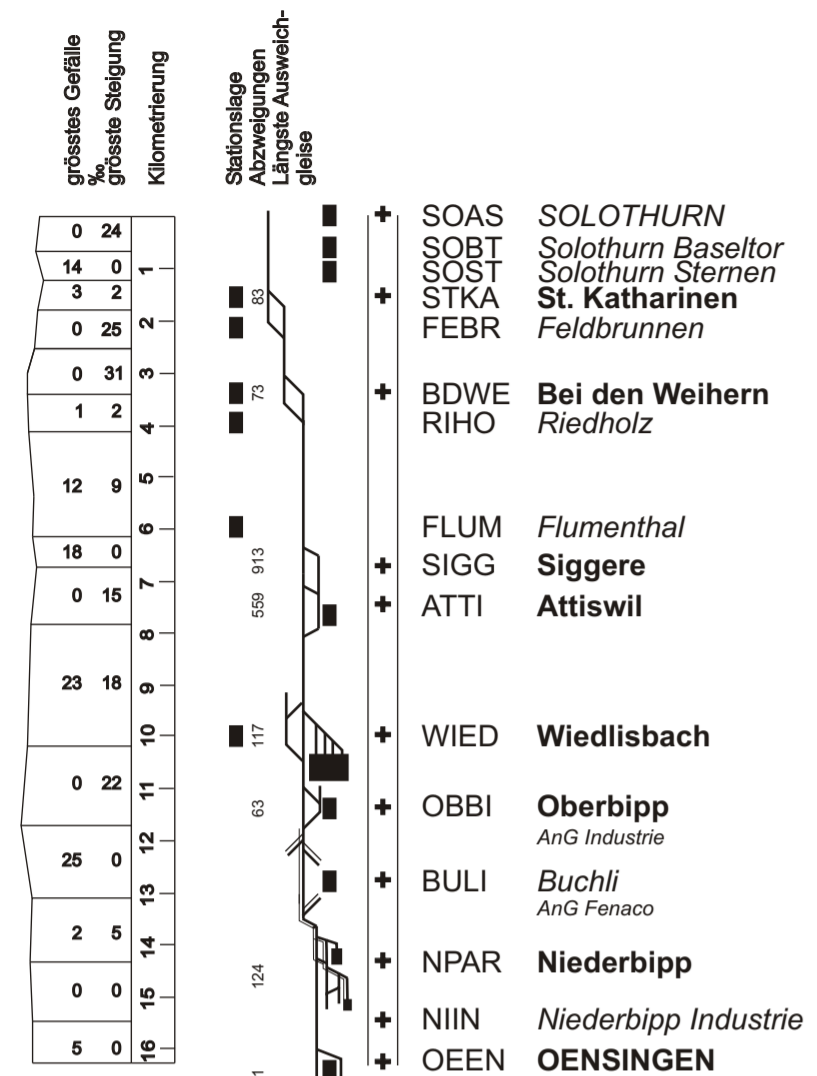 grösstes Gefälle
‰
grösste Steigung
Kilometrierung
Stationslage
Abzweigungen
Längste Ausweich-
gleise
0 24 SOAS SOLOTHURN
SOBT Solothurn Baseltor
14 0 1 SOST Solothurn Sternen
3 2 83 STKA St. Katharinen
0 25 2 FEBR Feldbrunnen
0 31 3
73 BDWE Bei den Weihern
1 2 4 RIHO Riedholz
12 9 5
6 FLUM Flumenthal
18 0 913 SIGG Siggere
0 15 7 559 ATTI Attiswil
8
23 18 9
10 117 WIED Wiedlisbach
0 22 11
63 OBBI Oberbipp
12 AnG Industrie
25 0 13 BULI Buchli
AnG Fenaco
2 5 14
124 NPAR Niederbipp
0 0 15
NIIN Niederbipp Industrie
5 0 16 1 OEEN OENSINGEN